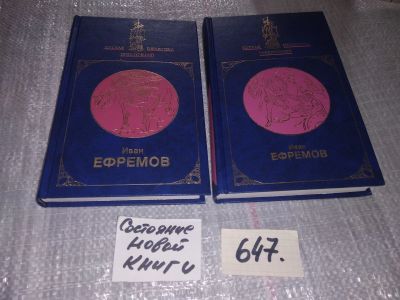 Иван
ЕФРЕМОВ
Иван
ЕФРЕМОВ
Состояние
новой
книги
647.